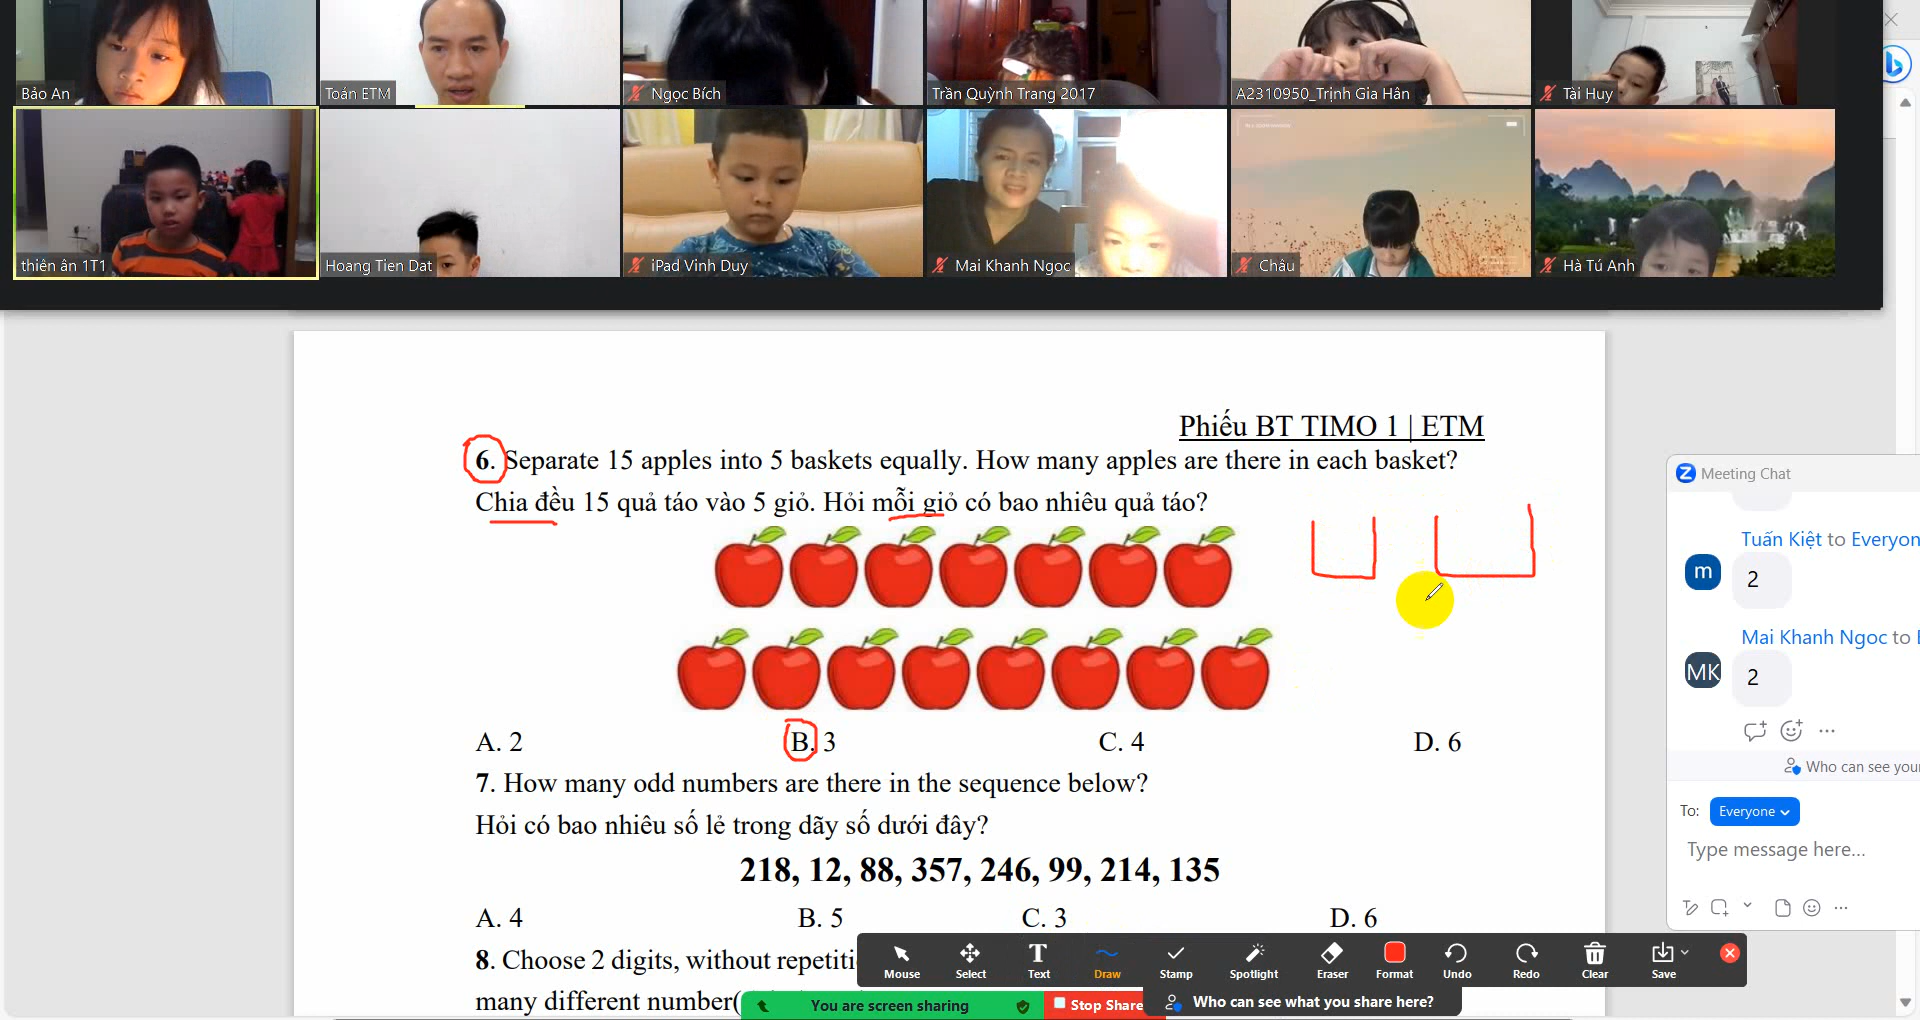 Bảo An
Toán ETM
Ngọc Bích
Trần Quỳnh Trang 2017
A2310950_Trịnh Gia Hân
Tài Huy
thiên ân 1T1
Hoang Tien Dat
iPad Vinh Duy
Mai Khanh Ngoc
Châu
Hà Tú Anh
Phiếu BT TIMO 1 | ETM
6. Separate 15 apples into 5 baskets equally. How many apples are there in each basket?
Chia đều 15 quả táo vào 5 giỏ. Hỏi mỗi giỏ có bao nhiêu quả táo?
A. 2 B. 3 C. 4 D. 6
7. How many odd numbers are there in the sequence below?
Hỏi có bao nhiêu số lẻ trong dãy số dưới đây?
218, 12, 88, 357, 246, 99, 214, 135
A. 4 B. 5 C. 3 D. 6
8. Choose 2 digits, without repetiti
many different number(
Meeting Chat
Tuấn Kiệt to Everyon
m
2
Mai Khanh Ngoc to E
MK
2
Who can see your
To: Everyone
Type message here...
Mouse Select Text Draw Stamp Spotlight Eraser Format Undo Redo Clear Save
You are screen sharing Stop Share
Who can see what you share here?